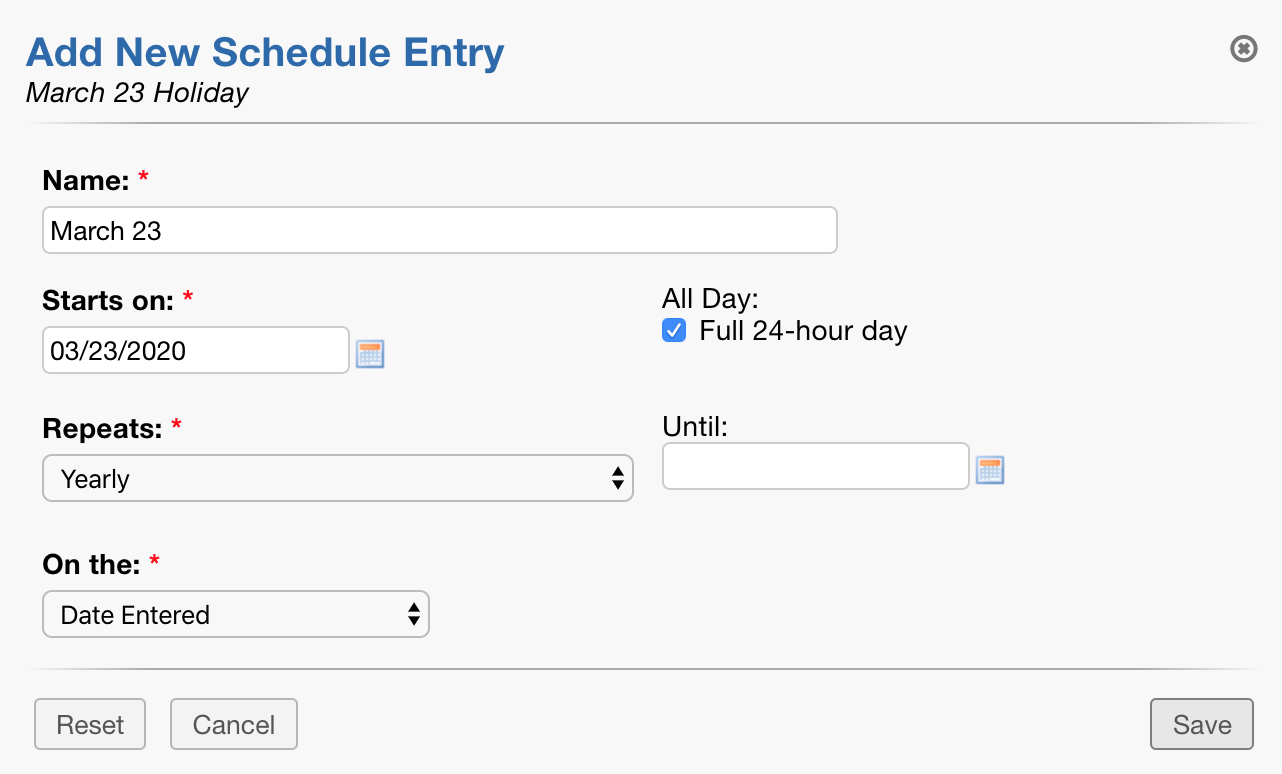 Add New Schedule Entry
March 23 Holiday
Name: *
March 23
Starts on: *
03/23/2020
All Day:
Full 24-hour day
Repeats: *
Yearly
Until:
On the: *
Date Entered
Reset
Cancel
Save